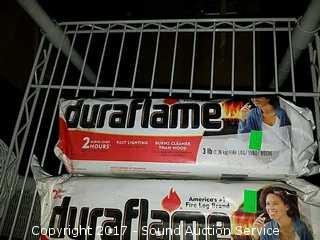 duraflame
2 HOURS
FAST LIGHTING
BURNS CLEANER
THAN WOOD
America's #1
Fire Log Brand
duraflame
Copyright 2017 - Sound Auction Service